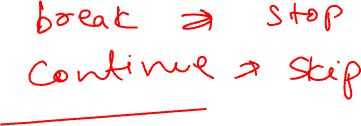 break → stop
continue → skip